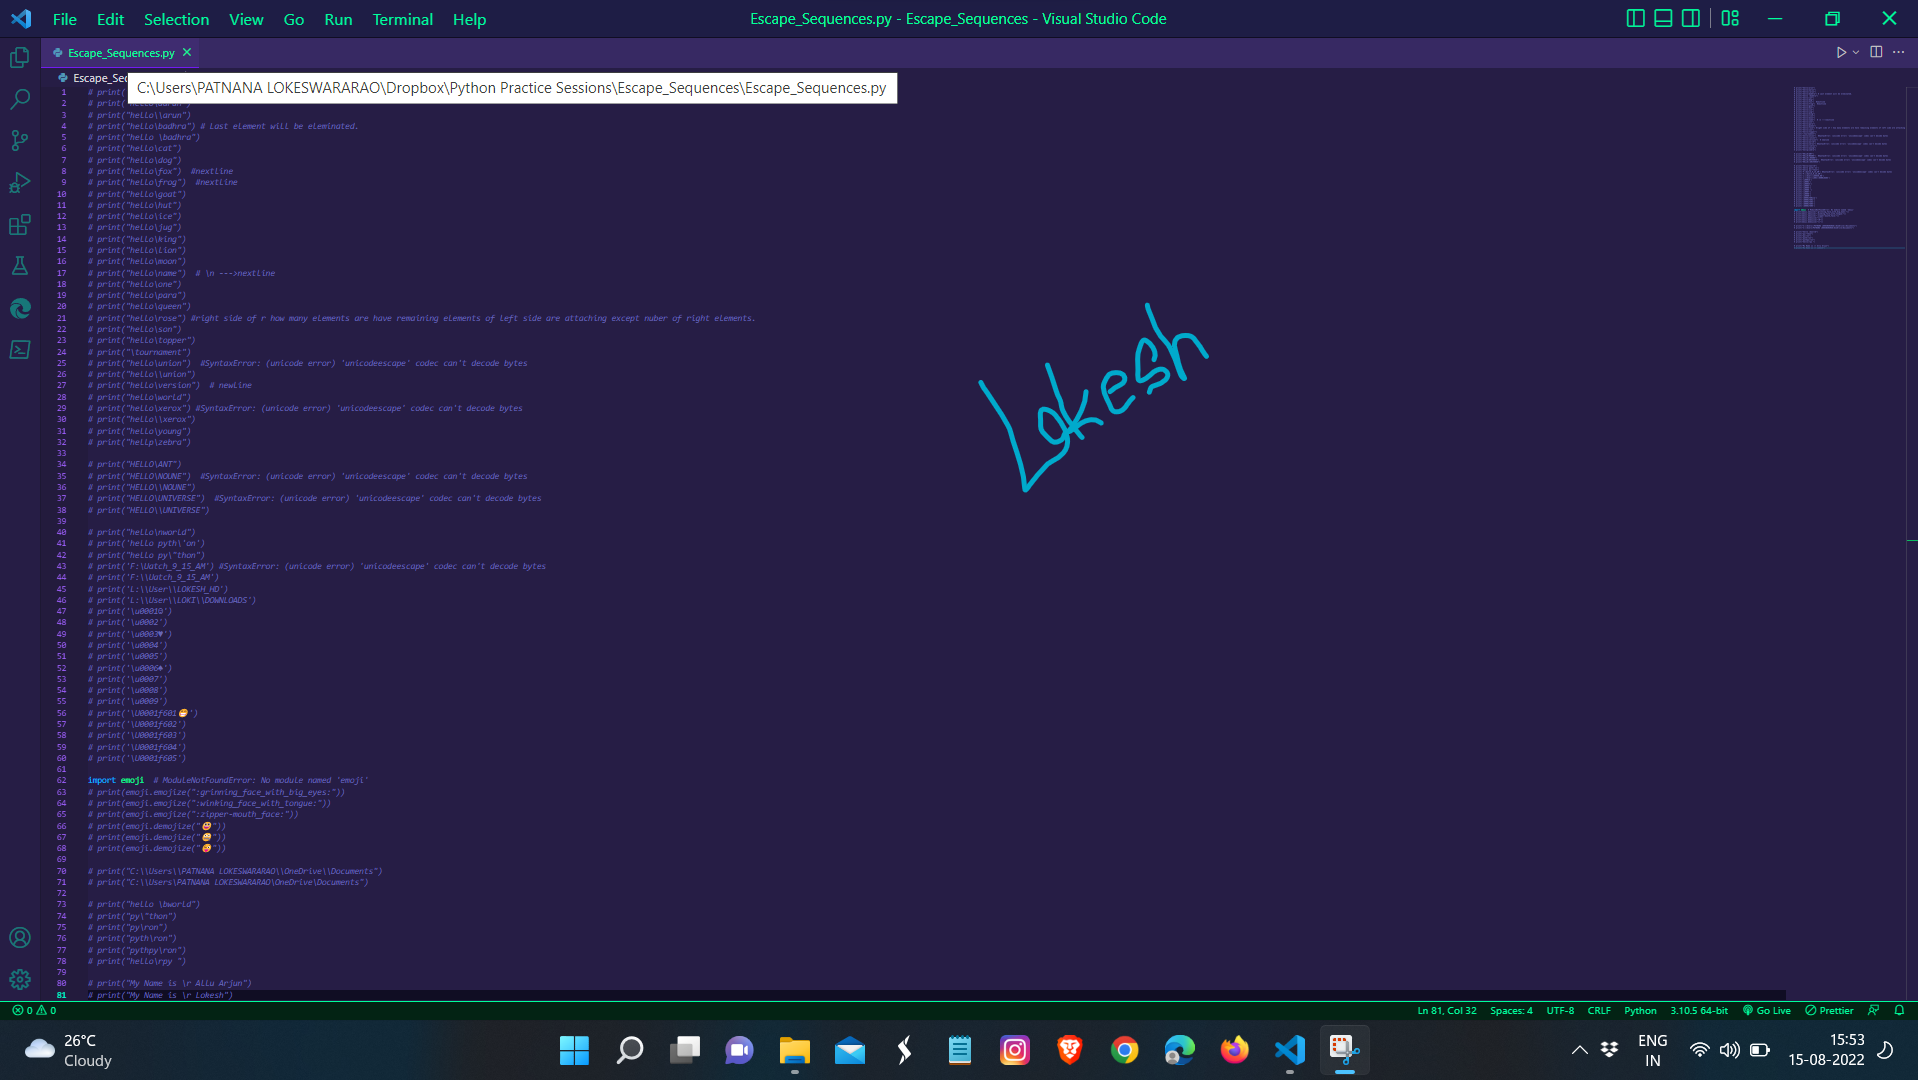 File Edit Selection View Go Run Terminal Help
Escape_Sequences.py - Escape_Sequences - Visual Studio Code
Escape_Sequences.py
Escape_Seq
C:\Users\PATNANA LOKESWARARAO\Dropbox\Python Practice Sessions\Escape_Sequences\Escape_Sequences.py
1 # print(
2 # print(
3 # print("hello\\arun")
4 # print("hello\badhra") # last element will be eleminated.
5 # print("hello \badhra")
6 # print("hello\cat")
7 # print("hello\dog")
8 # print("hello\fox")  #nextline
9 # print("hello\frog")  #nextline
10 # print("hello\goat")
11 # print("hello\hut")
12 # print("hello\ice")
13 # print("hello\jug")
14 # print("hello\king")
15 # print("hello\lion")
16 # print("hello\moon")
17 # print("hello\name")  # \n --->nextline
18 # print("hello\one")
19 # print("hello\para")
20 # print("hello\queen")
21 # print("hello\rose") #right side of r how many elements are have remaining elements of left side are attaching except nuber of right elements.
22 # print("hello\son")
23 # print("hello\topper")
24 # print("\tournament")
25 # print("hello\union")  #SyntaxError: (unicode error) 'unicodeescape' codec can't decode bytes
26 # print("hello\\union")
27 # print("hello\version")  # newline
28 # print("hello\world")
29 # print("hello\xerox") #SyntaxError: (unicode error) 'unicodeescape' codec can't decode bytes
30 # print("hello\\xerox")
31 # print("hello\young")
32 # print("hellp\zebra")
33
34 # print("HELLO\ANT")
35 # print("HELLO\NOUNE")  #SyntaxError: (unicode error) 'unicodeescape' codec can't decode bytes
36 # print("HELLO\\NOUNE")
37 # print("HELLO\UNIVERSE")  #SyntaxError: (unicode error) 'unicodeescape' codec can't decode bytes
38 # print("HELLO\\UNIVERSE")
39
40 # print("hello\nworld")
41 # print('hello pyth\'on')
42 # print("hello py\"thon")
43 # print('F:\Uatch_9_15_AM') #SyntaxError: (unicode error) 'unicodeescape' codec can't decode bytes
44 # print('F:\\Uatch_9_15_AM')
45 # print('L:\\User\\LOKESH_HD')
46 # print('L:\\User\\LOKI\\DOWNLOADS')
47 # print('\u0001☺')
48 # print('\u0002')
49 # print('\u0003♥')
50 # print('\u0004')
51 # print('\u0005')
52 # print('\u0006♠')
53 # print('\u0007')
54 # print('\u0008')
55 # print('\u0009')
56 # print('\U0001f601😁')
57 # print('\U0001f602')
58 # print('\U0001f603')
59 # print('\U0001f604')
60 # print('\U0001f605')
61
62 import emoji  # ModuleNotFoundError: No module named 'emoji'
63 # print(emoji.emojize(":grinning_face_with_big_eyes:"))
64 # print(emoji.emojize(":winking_face_with_tongue:"))
65 # print(emoji.emojize(":zipper-mouth_face:"))
66 # print(emoji.demojize(""))
67 # print(emoji.demojize(""))
68 # print(emoji.demojize(""))
69
70 # print("C:\\Users\\PATNANA LOKESWARARAO\\OneDrive\\Documents")
71 # print("C:\\Users\PATNANA LOKESWARARAO\OneDrive\Documents")
72
73 # print("hello \bworld")
74 # print("py\"thon")
75 # print("py\ron")
76 # print("pyth\ron")
77 # print("pythpy\ron")
78 # print("hello\rpy ")
79
80 # print("My Name is \r Allu Arjun")
81 # print("My Name is \r Lokesh")
Lokesh
0 0
Ln 81, Col 32 Spaces: 4 UTF-8 CRLF Python 3.10.5 64-bit Go Live Prettier
26°C
Cloudy
ENG
IN
15:53
15-08-2022